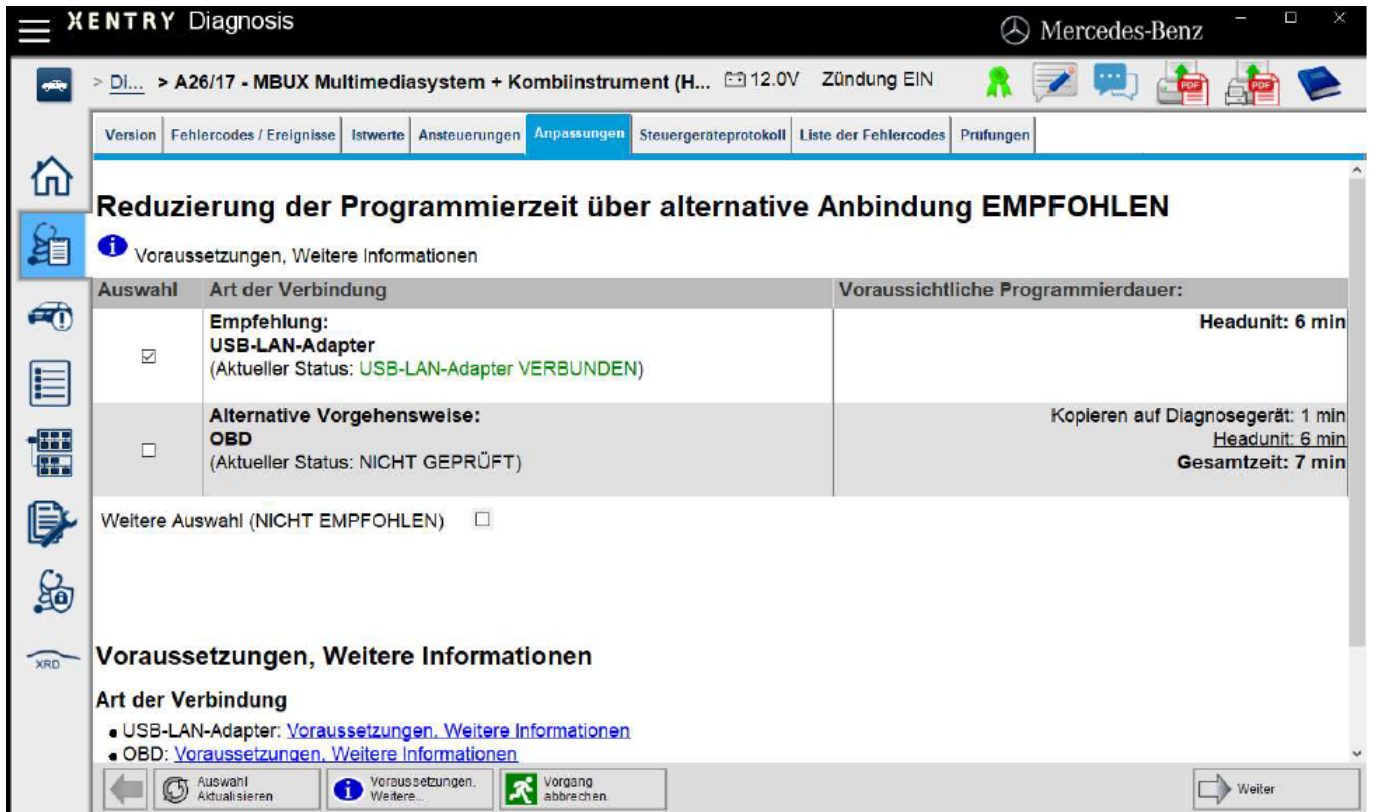 XENTRY Diagnosis
Mercedes-Benz
> Di... > A26/17 - MBUX Multimediasystem + Kombiinstrument (H... 12.0V Zündung EIN
PDF PDF
Version Fehlercodes / Ereignisse Istwerte Ansteuerungen Anpassungen Steuergeräteprotokoll Liste der Fehlercodes Prüfungen
Reduzierung der Programmierzeit über alternative Anbindung EMPFOHLEN
Voraussetzungen, Weitere Informationen
Auswahl Art der Verbindung Voraussichtliche Programmierdauer:
Empfehlung: Headunit: 6 min
USB-LAN-Adapter
(Aktueller Status: USB-LAN-Adapter VERBUNDEN)
Alternative Vorgehensweise: Kopieren auf Diagnosegerät: 1 min
OBD Headunit: 6 min
(Aktueller Status: NICHT GEPRÜFT) Gesamtzeit: 7 min
Weitere Auswahl (NICHT EMPFOHLEN)
XRD
Voraussetzungen, Weitere Informationen
Art der Verbindung
• USB-LAN-Adapter: Voraussetzungen, Weitere Informationen
• OBD: Voraussetzungen, Weitere Informationen
Auswahl Aktualisieren
Voraussetzungen, Weitere...
Vorgang abbrechen.
Weiter